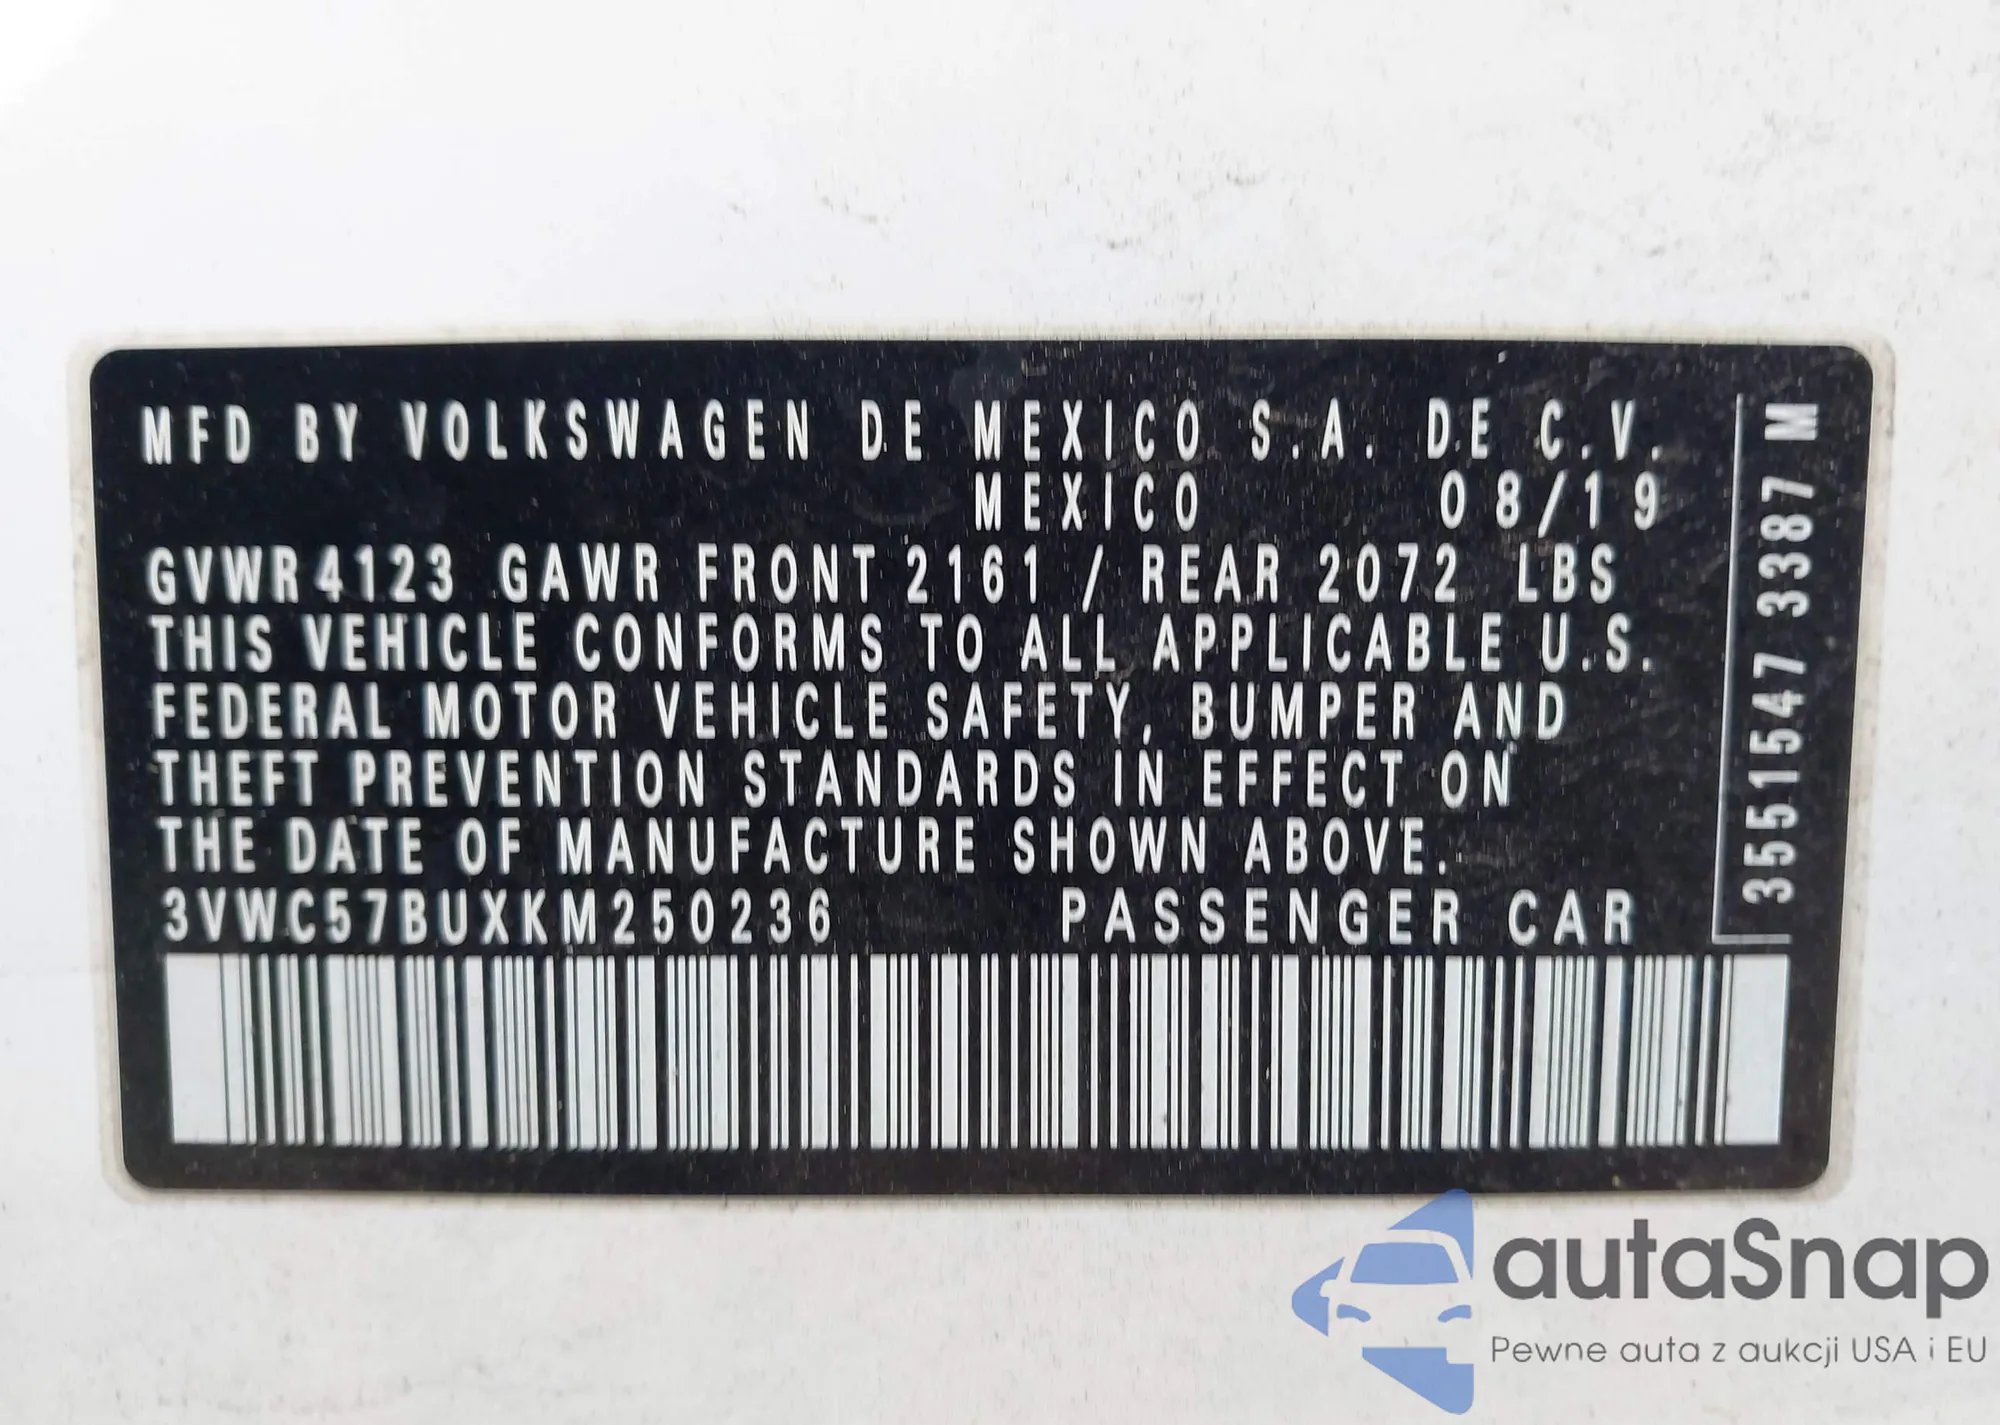 MFD BY VOLKSWAGEN DE MEXICO S.A. DE C.V.
MEXICO 08/19
GVWR 4123 GAWR FRONT 2161 / REAR 2072 LBS
THIS VEHICLE CONFORMS TO ALL APPLICABLE U.S.
FEDERAL MOTOR VEHICLE SAFETY, BUMPER AND
THEFT PREVENTION STANDARDS IN EFFECT ON
THE DATE OF MANUFACTURE SHOWN ABOVE.
3VWC57BUXKM250236 PASSENGER CAR
3551547 3387 M
autaSnap
Pewne auta z aukcji USA i EU